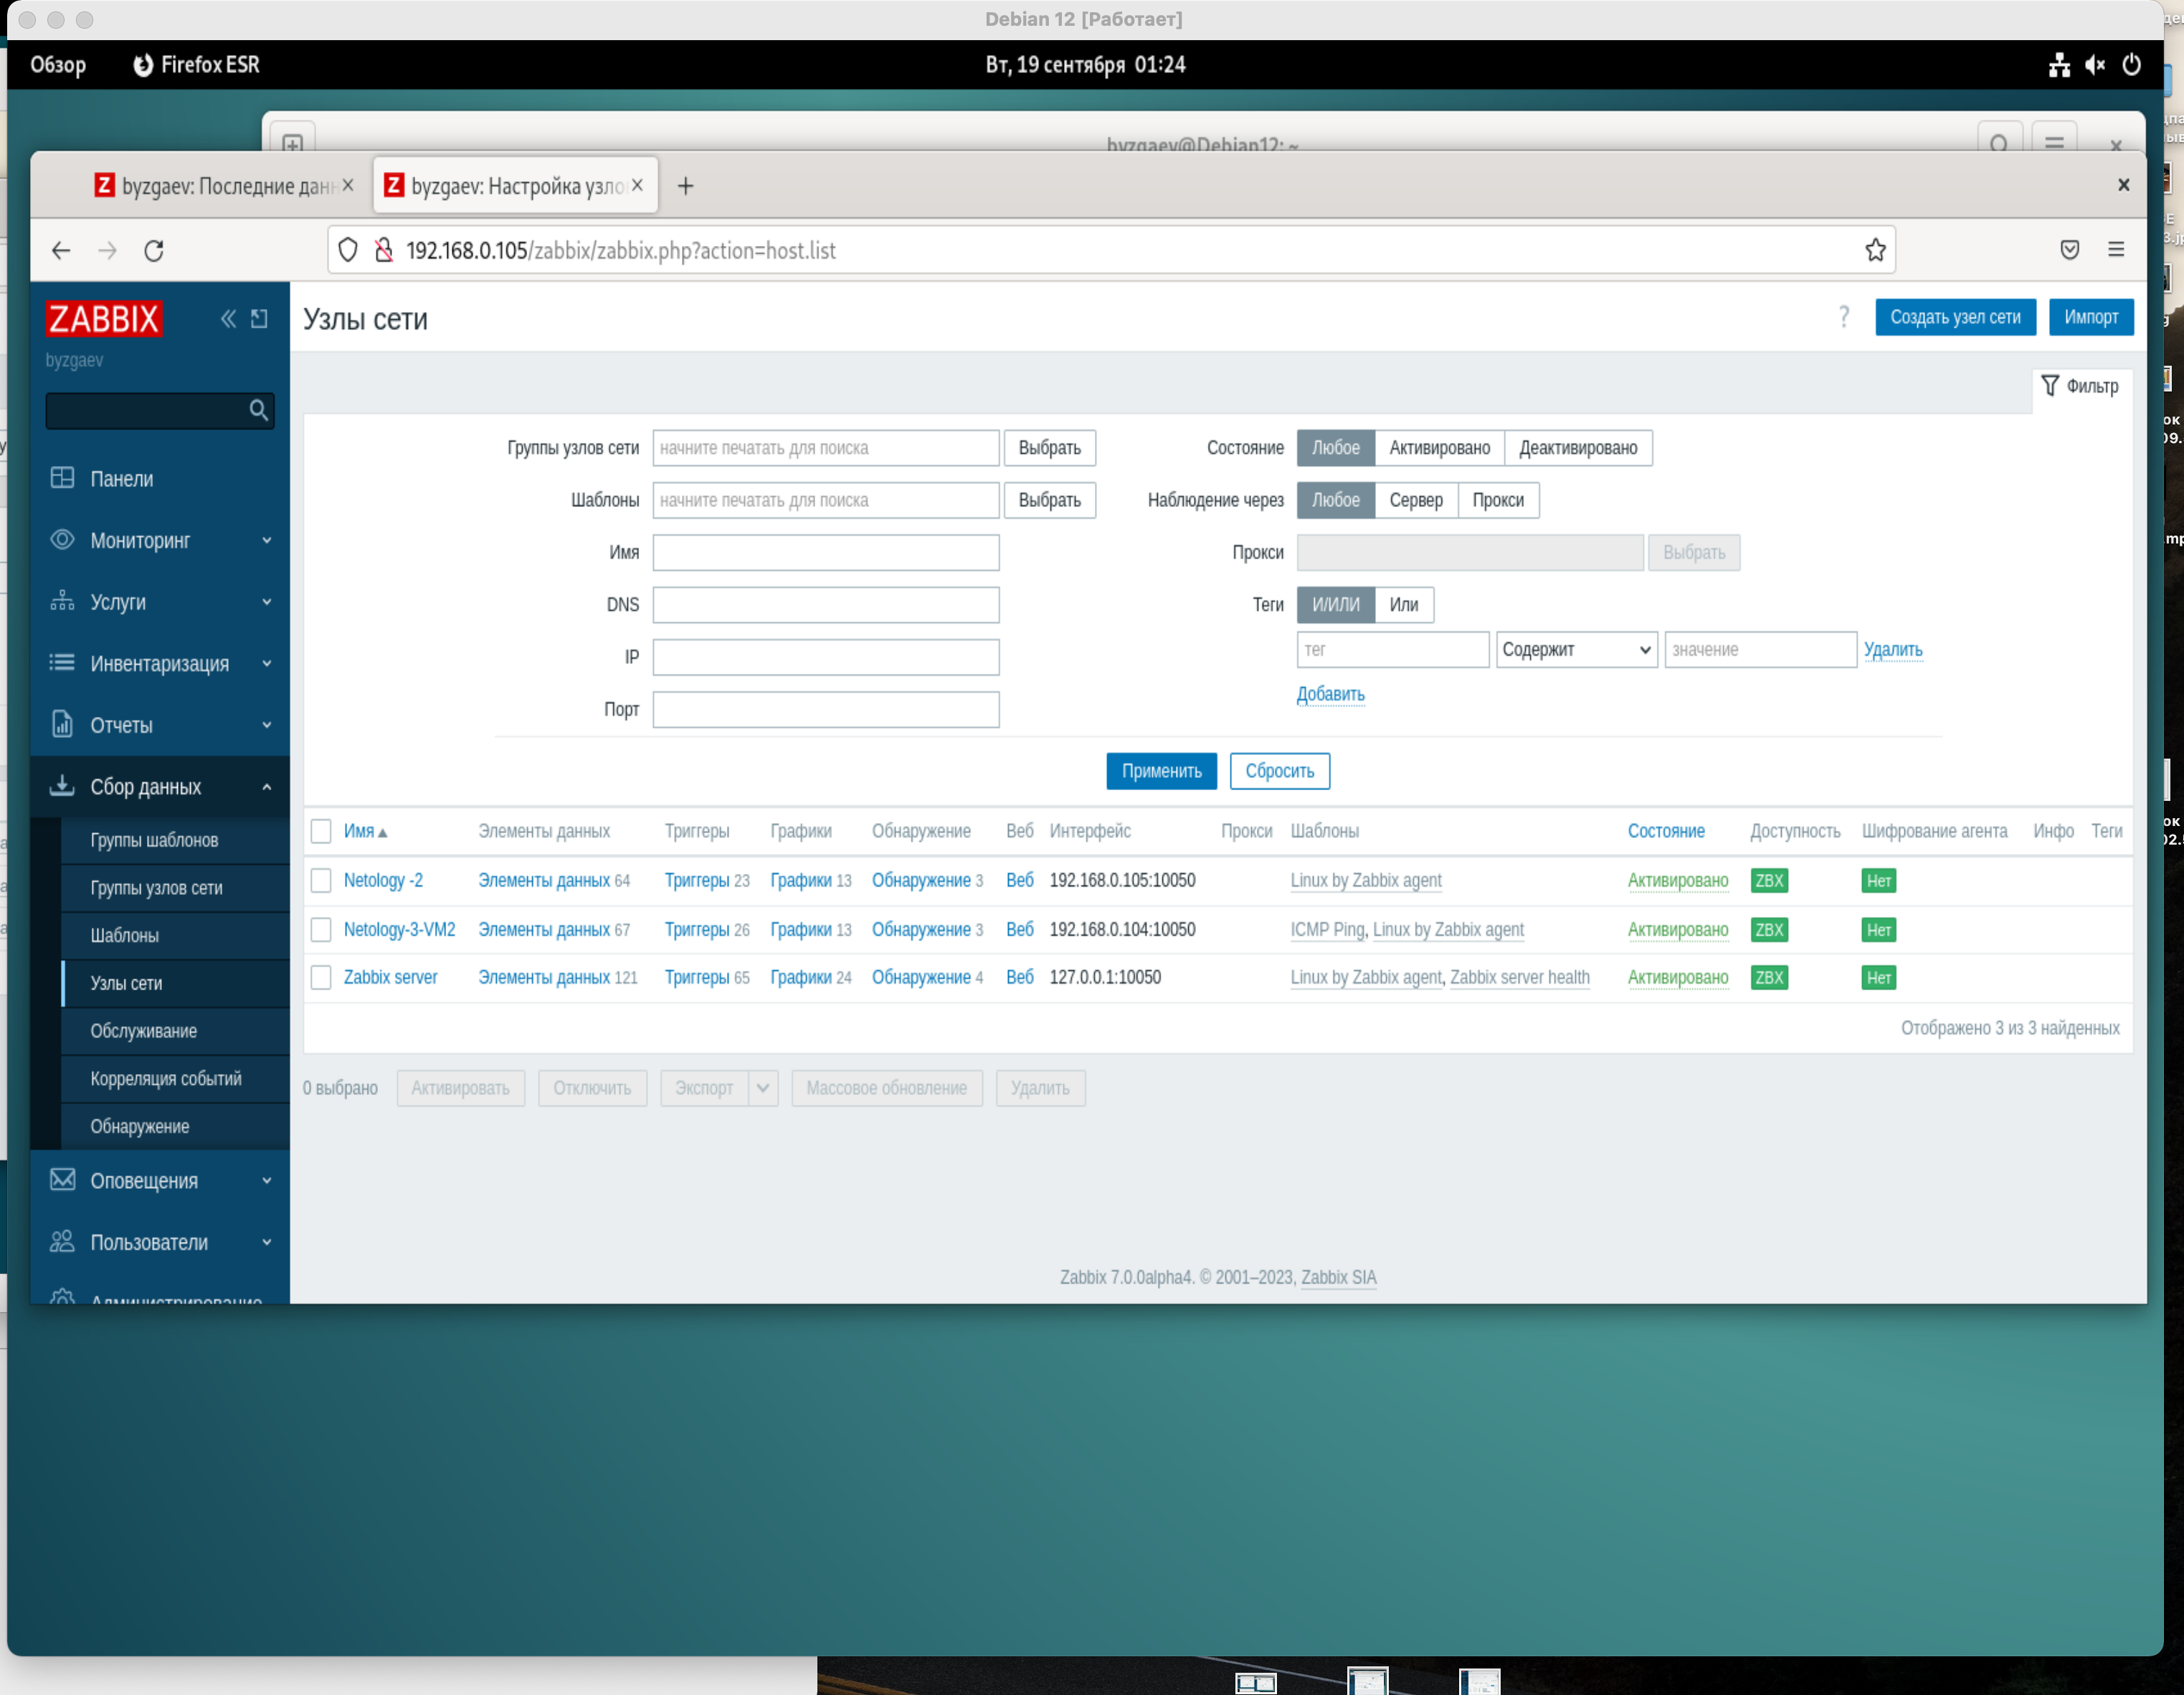 Debian 12 [Работает]
Обзор Firefox ESR Вт, 19 сентября 01:24
byzgaev@Debian12: ~
byzgaev: Последние дан byzgaev: Настройка узло
192.168.0.105/zabbix/zabbix.php?action=host.list
ZABBIX
byzgaev
Узлы сети
? Создать узел сети Импорт
Фильтр
Панели
Мониторинг
Услуги
Инвентаризация
Отчеты
Сбор данных
Группы шаблонов
Группы узлов сети
Шаблоны
Узлы сети
Обслуживание
Корреляция событий
Обнаружение
Оповещения
Пользователи
Администрирование
Группы узлов сети начните печатать для поиска Выбрать
Шаблоны начните печатать для поиска Выбрать
Имя
DNS
IP
Порт
Состояние Любое Активировано Деактивировано
Наблюдение через Любое Сервер Прокси
Прокси Выбрать
Теги И/ИЛИ Или
тег Содержит значение Удалить
Добавить
Применить Сбросить
Имя Элементы данных Триггеры Графики Обнаружение Веб Интерфейс Прокси Шаблоны Состояние Доступность Шифрование агента Инфо Теги
Netology -2 Элементы данных 64 Триггеры 23 Графики 13 Обнаружение 3 Веб 192.168.0.105:10050 Linux by Zabbix agent Активировано ZBX Нет
Netology-3-VM2 Элементы данных 67 Триггеры 26 Графики 13 Обнаружение 3 Веб 192.168.0.104:10050 ICMP Ping, Linux by Zabbix agent Активировано ZBX Нет
Zabbix server Элементы данных 121 Триггеры 65 Графики 24 Обнаружение 4 Веб 127.0.0.1:10050 Linux by Zabbix agent, Zabbix server health Активировано ZBX Нет
Отображено 3 из 3 найденных
0 выбрано Активировать Отключить Экспорт Массовое обновление Удалить
Zabbix 7.0.0alpha4. © 2001–2023, Zabbix SIA